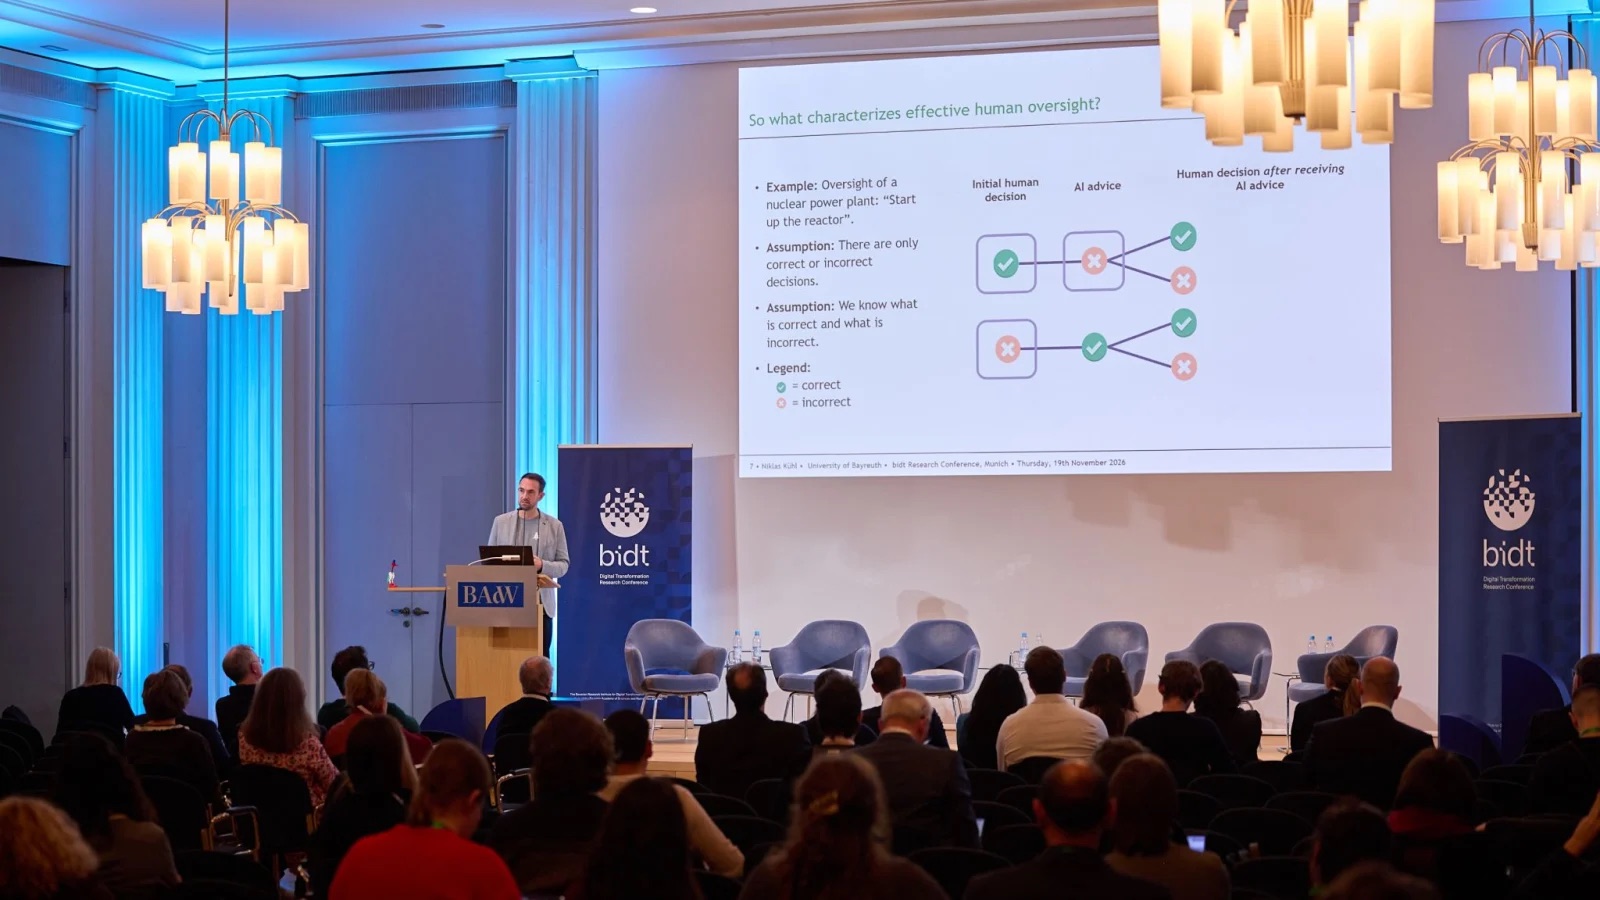 So what characterizes effective human oversight?
• Example: Oversight of a
nuclear power plant: “Start
up the reactor”.
• Assumption: There are only
correct or incorrect
decisions.
• Assumption: We know what
is correct and what is
incorrect.
• Legend:
= correct
= incorrect
Initial human
decision
AI advice
Human decision after receiving
AI advice
7 • Niklas Kühl • University of Bayreuth • bidt Research Conference, Munich • Thursday, 19th November 2026
bidt
Digital Transformation
Research Conference
BAdW
bidt
Digital Transformation
Research Conference